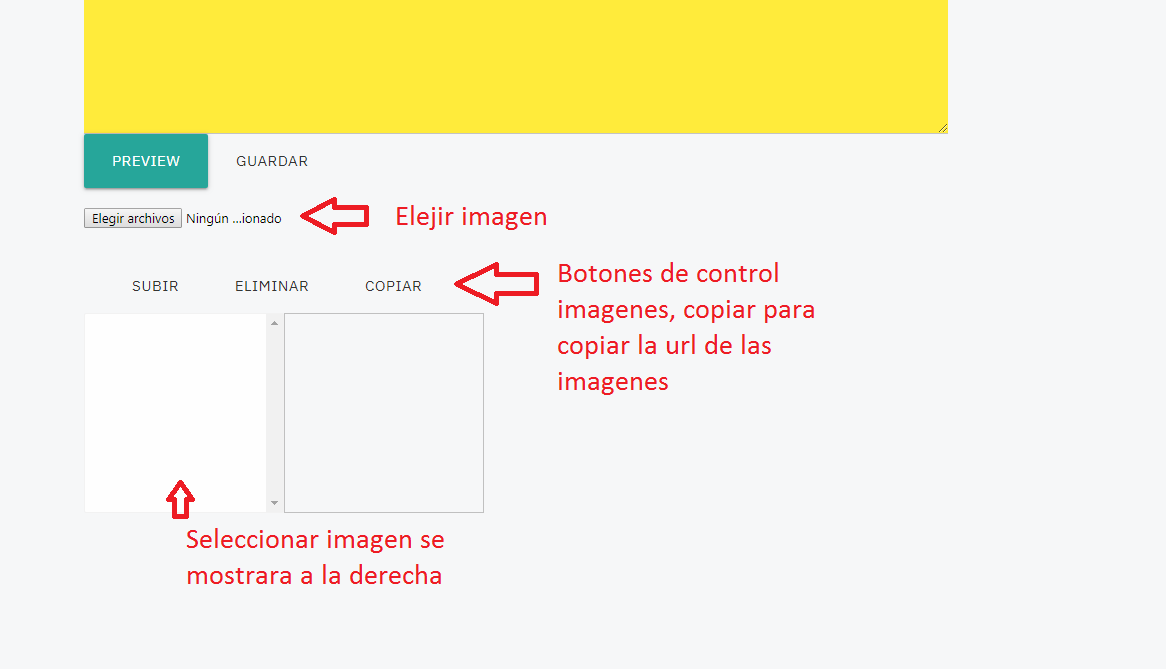 PREVIEW GUARDAR
Elegir archivos Ningún ...ionado
Elejir imagen
SUBIR ELIMINAR COPIAR
Botones de control
imagenes, copiar para
copiar la url de las
imagenes
Seleccionar imagen se
mostrara a la derecha